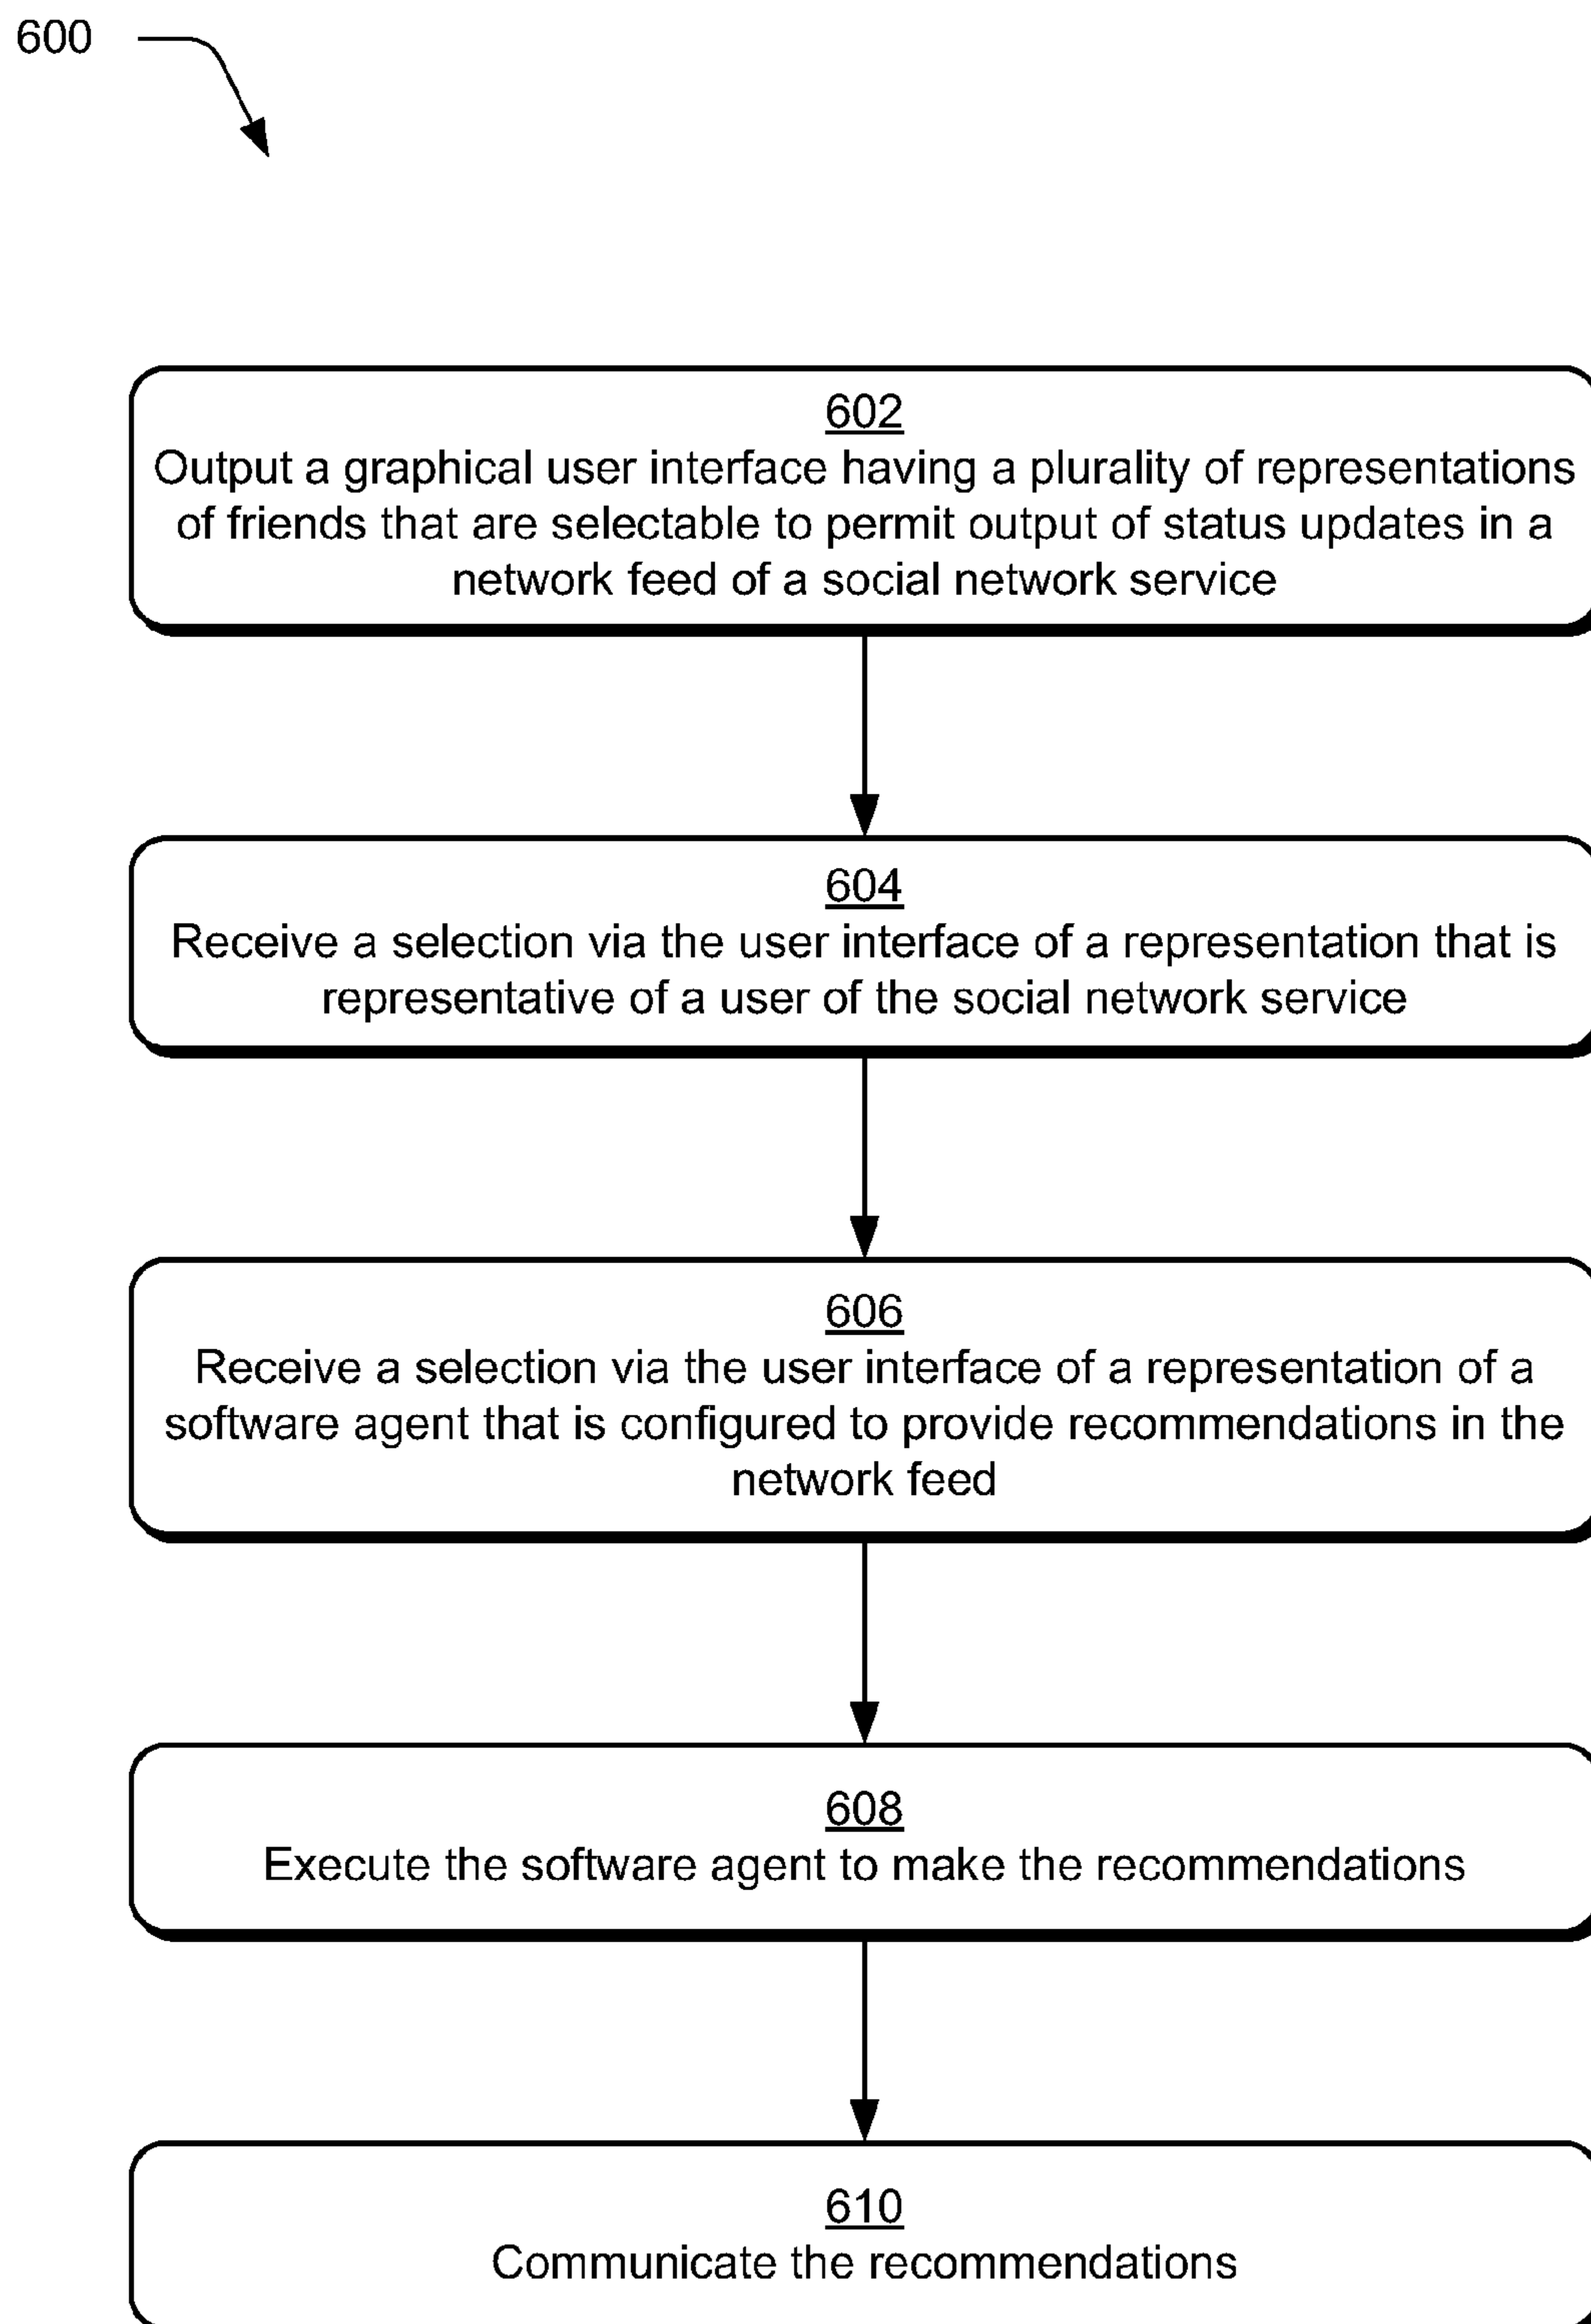 600
602
Output a graphical user interface having a plurality of representations
of friends that are selectable to permit output of status updates in a
network feed of a social network service
604
Receive a selection via the user interface of a representation that is
representative of a user of the social network service
606
Receive a selection via the user interface of a representation of a
software agent that is configured to provide recommendations in the
network feed
608
Execute the software agent to make the recommendations
610
Communicate the recommendations